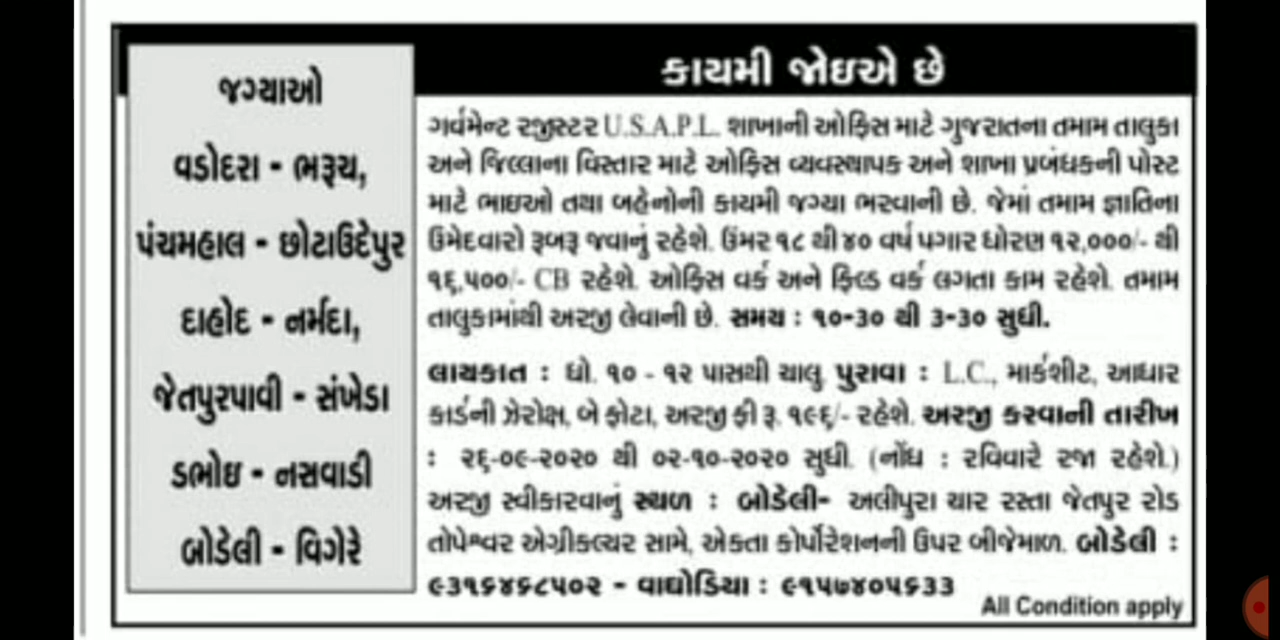 જગ્યાઓ
વડોદરા - ભરૂચ,
પંચમહાલ - છોટાઉદેપુર
દાહોદ - નર્મદા,
જેતપુરપાવી - સંખેડા
ડભોઇ - નસવાડી
બોડેલી - વિગેરે
કાયમી જોઇએ છે
ગર્વમેન્ટ રજીસ્ટર U.S.A.P.L. શાખાની ઓફિસ માટે ગુજરાતના તમામ તાલુકા
અને જિલ્લાના વિસ્તાર માટે ઓફિસ વ્યવસ્થાપક અને શાખા પ્રબંધકની પોસ્ટ
માટે ભાઇઓ તથા બહેનોની કાયમી જગ્યા ભરવાની છે. જેમાં તમામ જ્ઞાતિના
ઉમેદવારો રૂબરૂ જવાનું રહેશે. ઉંમર ૧૮ થી ૪૦ વર્ષ પગાર ધોરણ ૧૨,૦૦૦/- થી
૧૬,૫૦૦/- CB રહેશે. ઓફિસ વર્ક અને ફિલ્ડ વર્ક લગતા કામ રહેશે. તમામ
તાલુકામાંથી અરજી લેવાની છે. સમય : ૧૦-૩૦ થી ૩-૩૦ સુધી.
લાયકાત : ધો. ૧૦ - ૧૨ પાસથી ચાલુ. પુરાવા : L.C., માર્કશીટ, આધાર
કાર્ડની ઝેરોક્ષ, બે ફોટા, અરજી ફી રૂ. ૧૯૬/- રહેશે. અરજી કરવાની તારીખ
: ૨૬-૦૯-૨૦૨૦ થી ૦૨-૧૦-૨૦૨૦ સુધી. (નોંધ : રવિવારે રજા રહેશે.)
અરજી સ્વીકારવાનું સ્થળ : બોડેલી- અલીપુરા ચાર રસ્તા જેતપુર રોડ
તોપેશ્વર એગ્રીકલ્ચર સામે, એકતા કોર્પોરેશનની ઉપર બીજેમાળ. બોડેલી :
૯૩૧૬૪૬૮૫૦૨ - વાઘોડિયા : ૯૧૫૭૪૦૫૬૩૩
All Condition apply